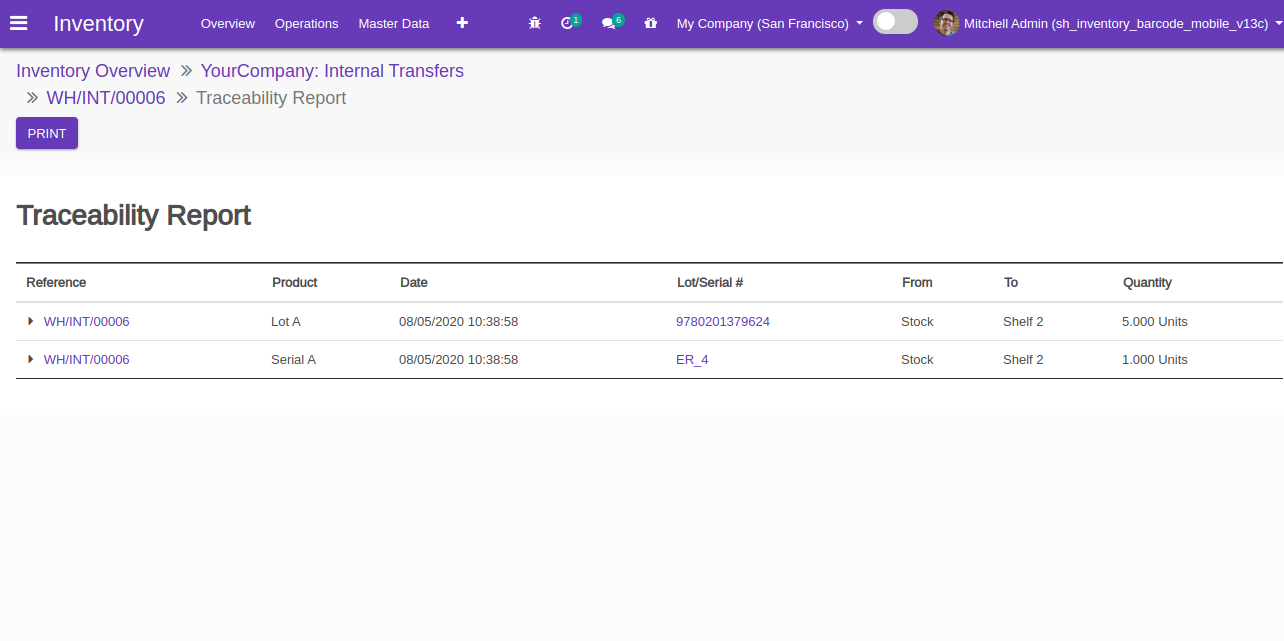 Inventory Overview Operations Master Data 1 6 My Company (San Francisco) Mitchell Admin (sh_inventory_barcode_mobile_v13c)
Inventory Overview » YourCompany: Internal Transfers
» WH/INT/00006 » Traceability Report
PRINT
Traceability Report
Reference Product Date Lot/Serial # From To Quantity
WH/INT/00006 Lot A 08/05/2020 10:38:58 9780201379624 Stock Shelf 2 5.000 Units
WH/INT/00006 Serial A 08/05/2020 10:38:58 ER_4 Stock Shelf 2 1.000 Units